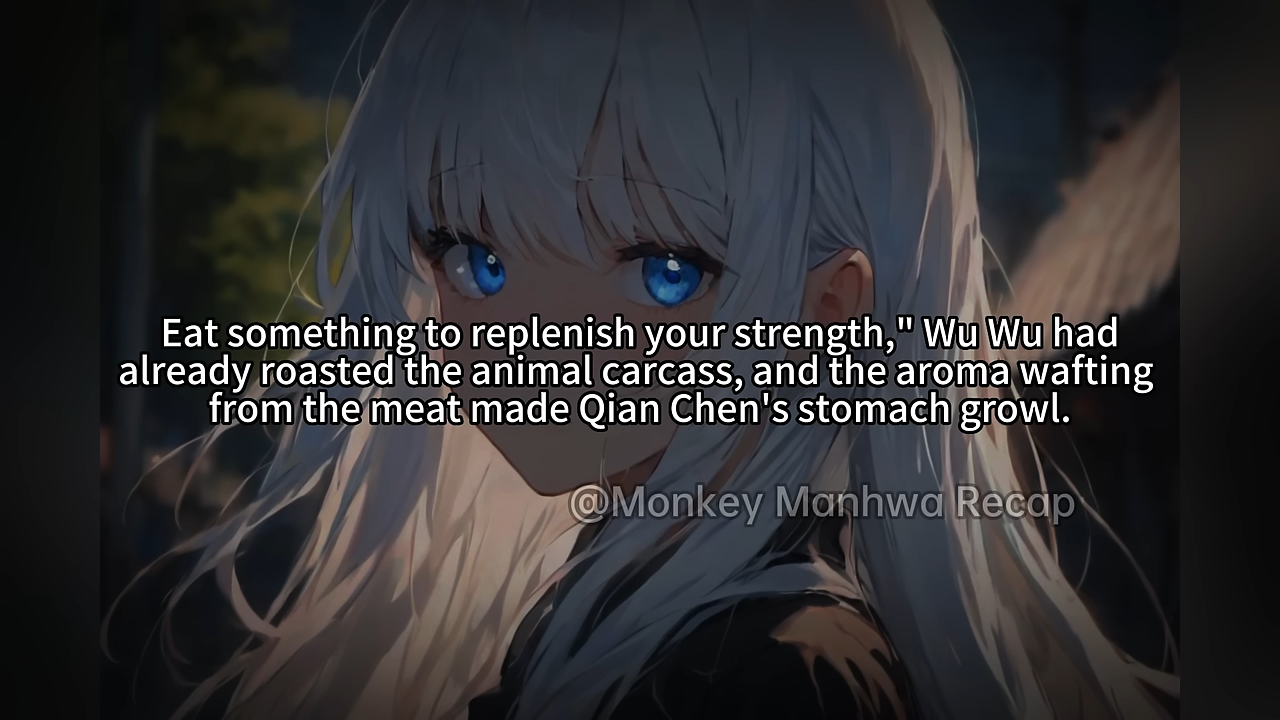 Eat something to replenish your strength," Wu Wu had
already roasted the animal carcass, and the aroma wafting
from the meat made Qian Chen's stomach growl.
@Monkey Manhwa Recap